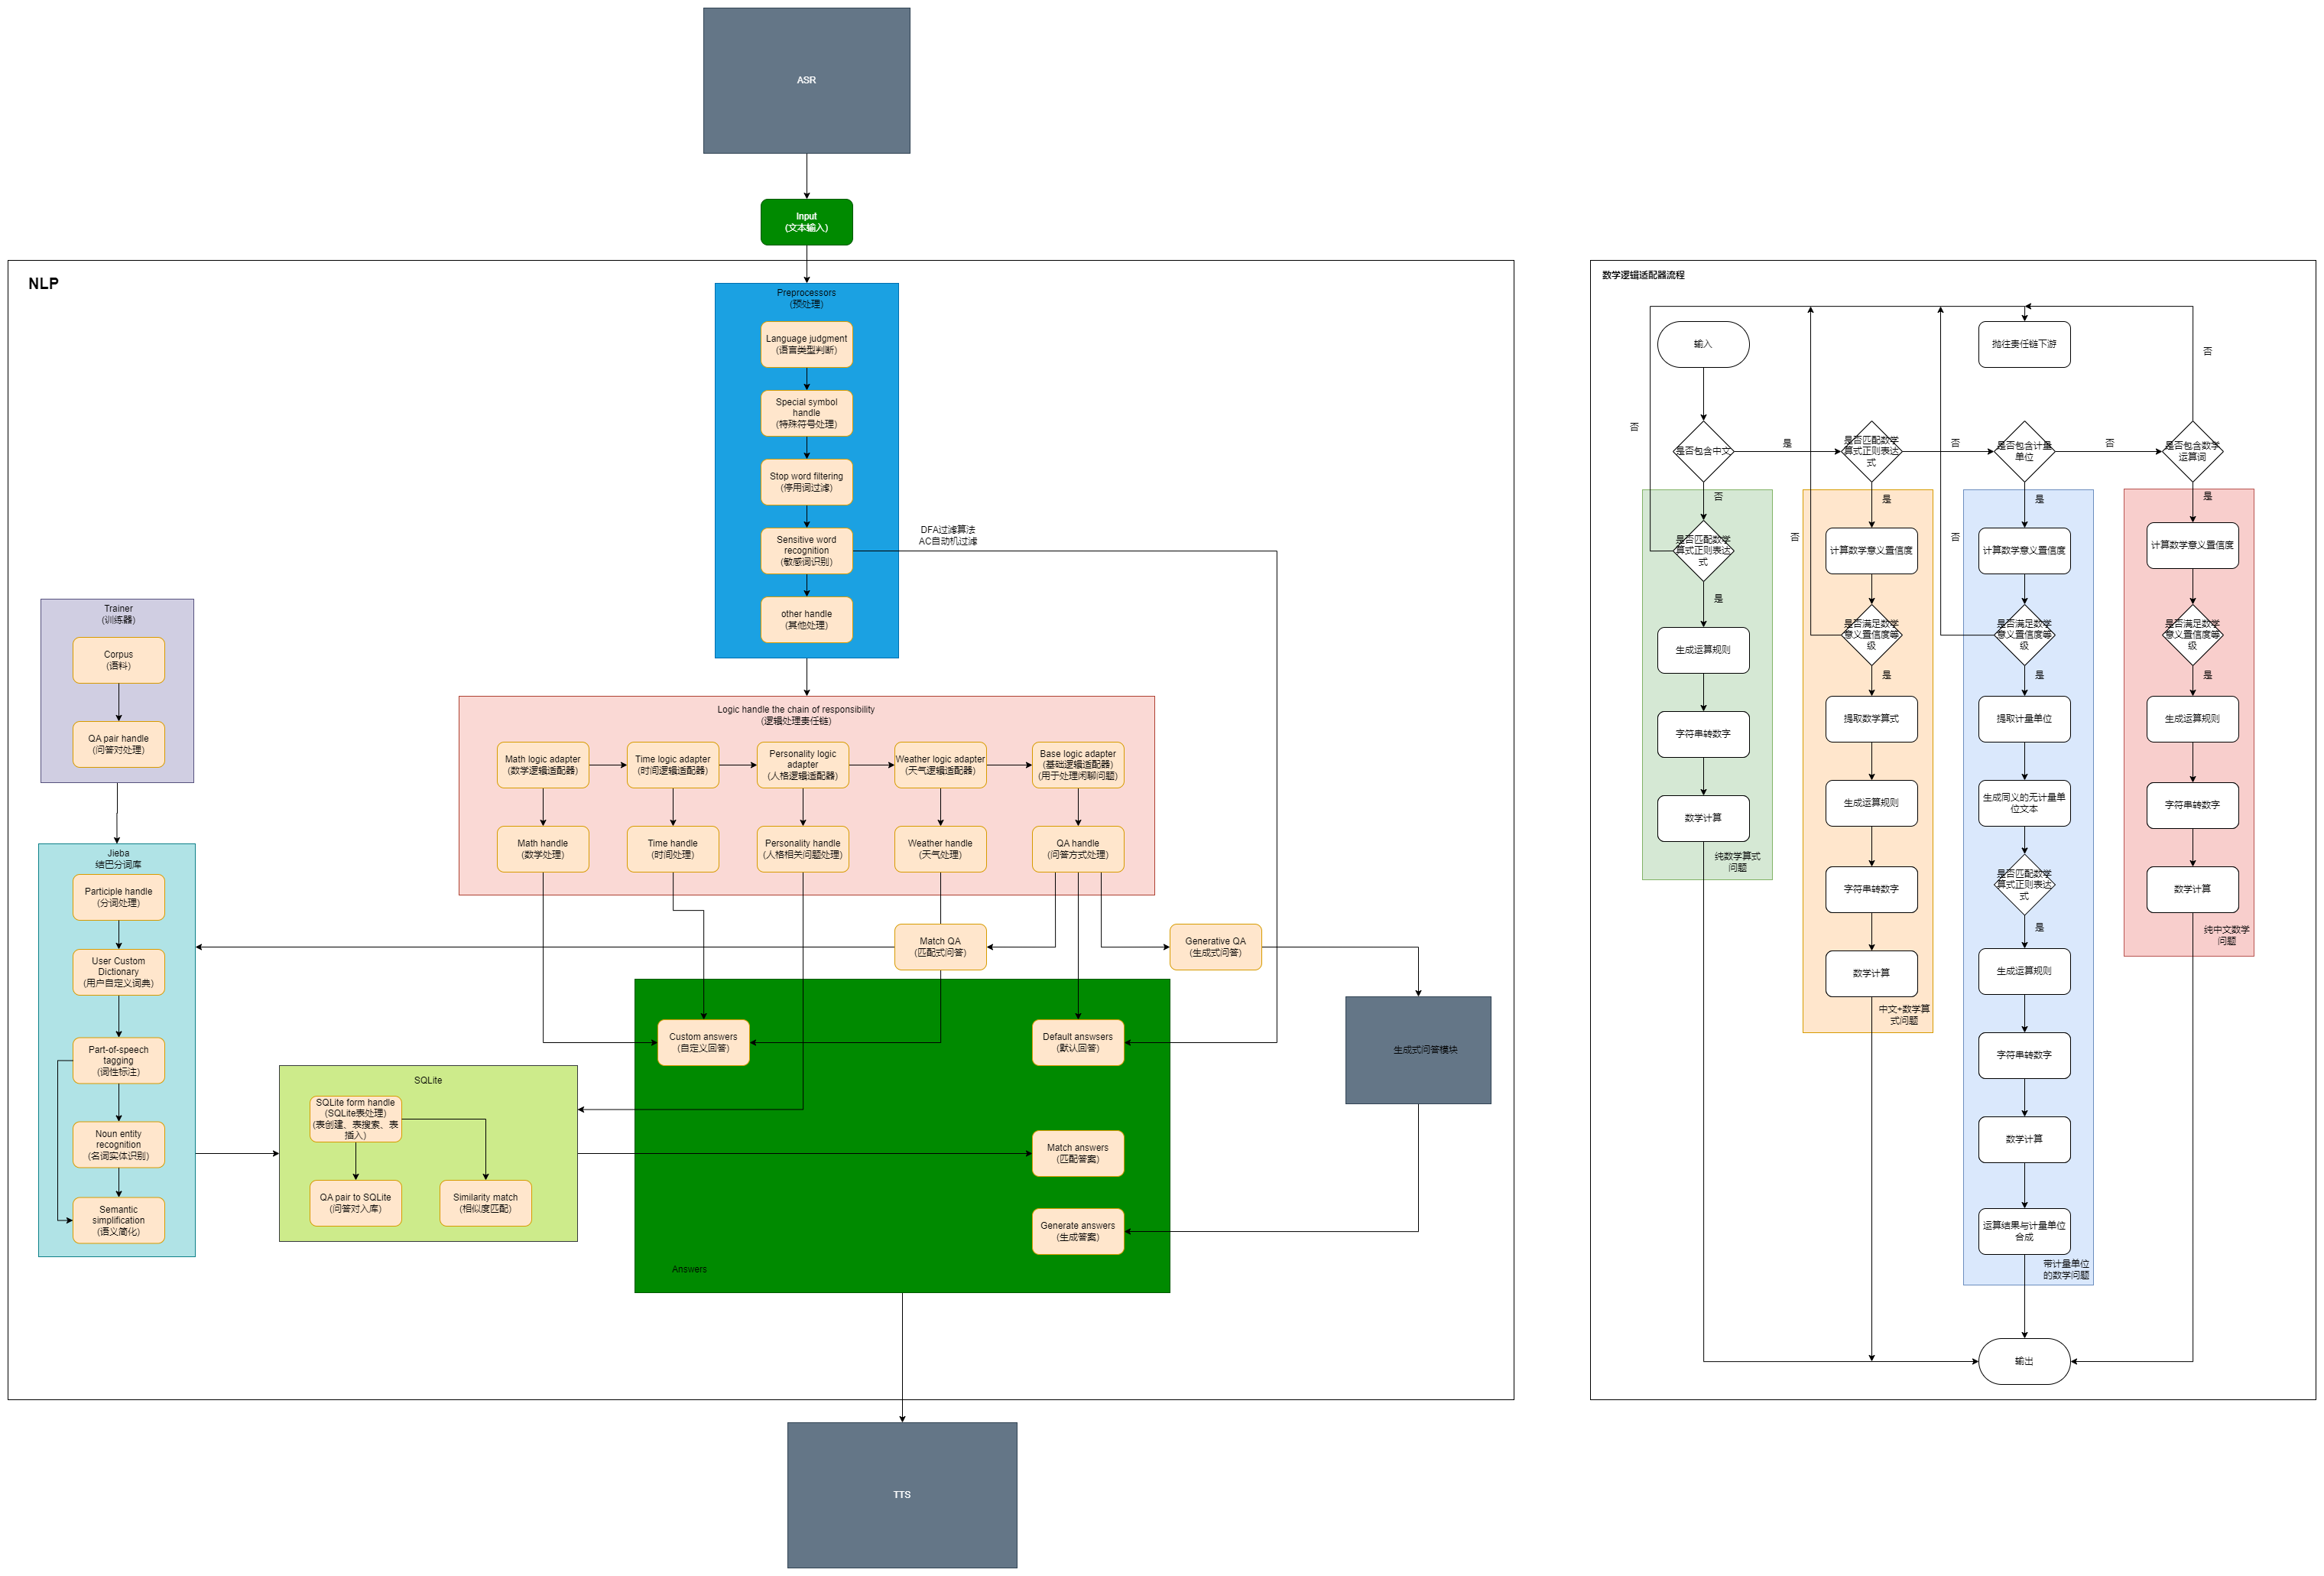 ASR
Input
(文本输入)
NLP
Preprocessors
(预处理)
Language judgment
(语言类型判断)
Special symbol
handle
(特殊符号处理)
Stop word filtering
(停用词过滤)
Sensitive word
recognition
(敏感词识别)
other handle
(其他处理)
DFA过滤算法
AC自动机过滤
Trainer
(训练器)
Corpus
(语料)
QA pair handle
(问答对处理)
Logic handle the chain of responsibility
(逻辑处理责任链)
Math logic adapter
(数学逻辑适配器)
Time logic adapter
(时间逻辑适配器)
Personality logic
adapter
(人格逻辑适配器)
Weather logic adapter
(天气逻辑适配器)
Base logic adapter
(基础逻辑适配器)
(用于处理闲聊问题)
Math handle
(数学处理)
Time handle
(时间处理)
Personality handle
(人格相关问题处理)
Weather handle
(天气处理)
QA handle
(问答方式处理)
Jieba
结巴分词库
Participle handle
(分词处理)
User Custom
Dictionary
(用户自定义词典)
Part-of-speech
tagging
(词性标注)
Noun entity
recognition
(名词实体识别)
Semantic
simplification
(语义简化)
Match QA
(匹配式问答)
Generative QA
(生成式问答)
SQLite
SQLite form handle
(SQLite表处理)
(表创建、表搜索、表
插入)
QA pair to SQLite
(问答对入库)
Similarity match
(相似度匹配)
Custom answers
(自定义回答)
Default answsers
(默认回答)
Match answers
(匹配答案)
Generate answers
(生成答案)
Answers
生成式问答模块
TTS
数学逻辑适配器流程
输入
抛往责任链下游
否
否
是否包含中文
是
是否匹配数学
算式正则表达
式
否
是否包含计量
单位
否
是否包含数学
运算词
否
是否匹配数学
算式正则表达
式
是
生成运算规则
字符串转数字
数学计算
纯数学算式
问题
是
否
计算数学意义置信度
是否满足数学
意义置信度等
级
是
提取数学算式
生成运算规则
字符串转数字
数学计算
中文+数学算
式问题
是
否
计算数学意义置信度
是否满足数学
意义置信度等
级
是
提取计量单位
生成同义的无计量单
位文本
是否匹配数学
算式正则表达
式
是
生成运算规则
字符串转数字
数学计算
运算结果与计量单位
合成
带计量单位
的数学问题
是
计算数学意义置信度
是否满足数学
意义置信度等
级
是
生成运算规则
字符串转数字
数学计算
纯中文数学
问题
输出